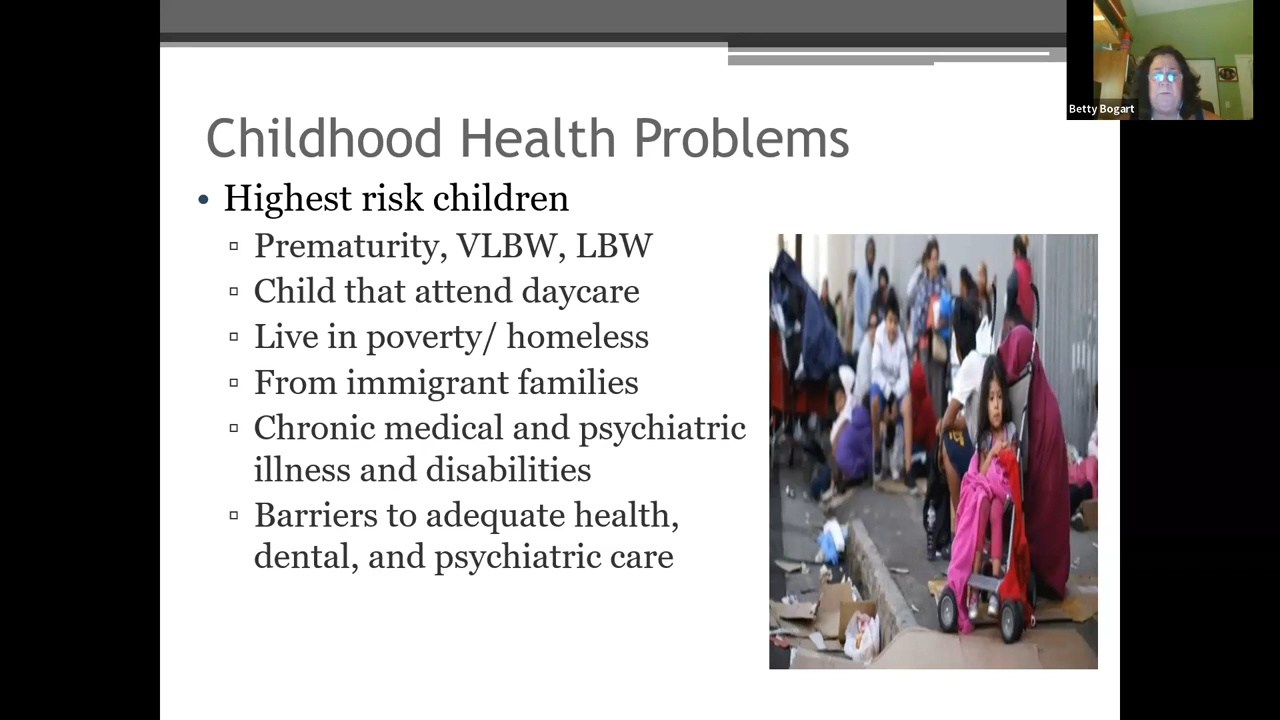 Betty Bogart
Childhood Health Problems
• Highest risk children
▫ Prematurity, VLBW, LBW
▫ Child that attend daycare
▫ Live in poverty/ homeless
▫ From immigrant families
▫ Chronic medical and psychiatric
illness and disabilities
▫ Barriers to adequate health,
dental, and psychiatric care